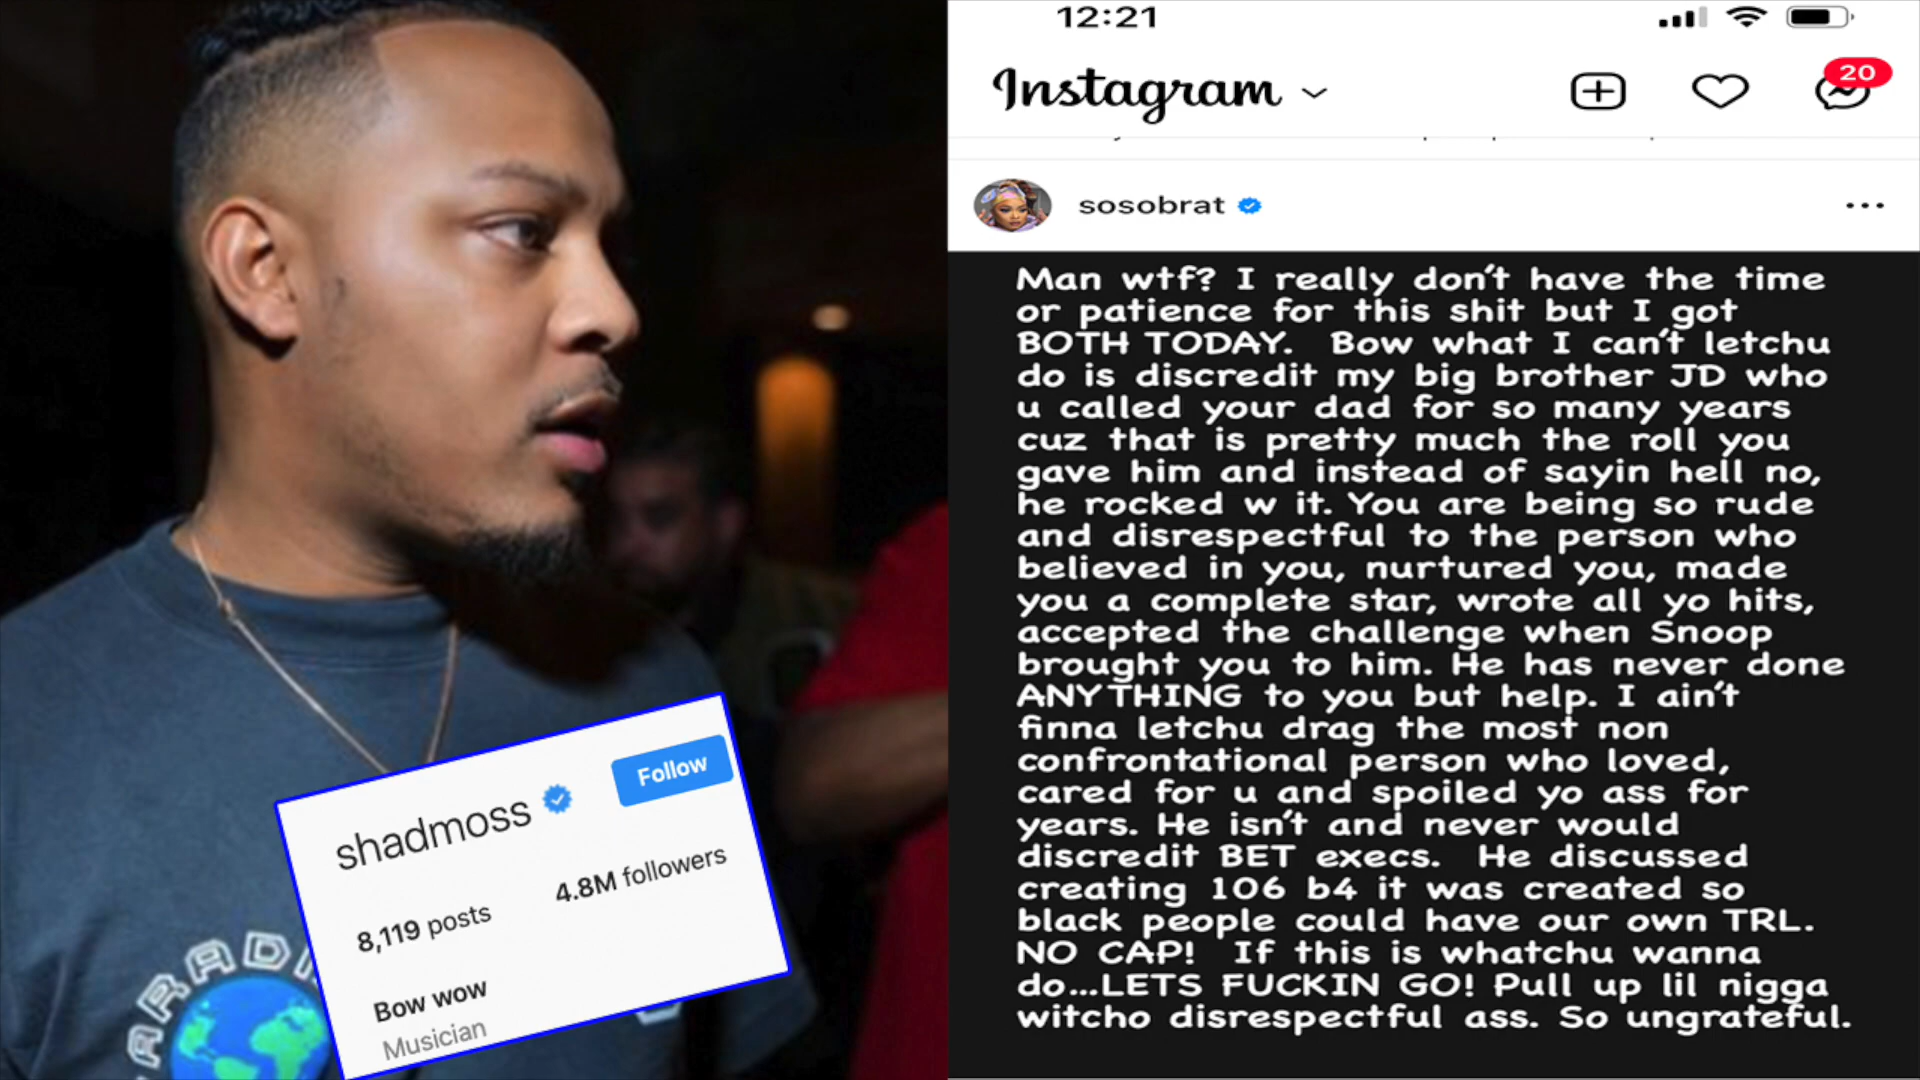 ARADI
shadmoss
Follow
8,119 posts
4.8M followers
Bow wow
Musician
12:21
Instagram
20
sosobrat
Man wtf? I really don't have the time
or patience for this shit but I got
BOTH TODAY. Bow what I can't letchu
do is discredit my big brother JD who
u called your dad for so many years
cuz that is pretty much the roll you
gave him and instead of sayin hell no,
he rocked w it. You are being so rude
and disrespectful to the person who
believed in you, nurtured you, made
you a complete star, wrote all yo hits,
accepted the challenge when Snoop
brought you to him. He has never done
ANYTHING to you but help. I ain't
finna letchu drag the most non
confrontational person who loved,
cared for u and spoiled yo ass for
years. He isn't and never would
discredit BET execs. He discussed
creating 106 b4 it was created so
black people could have our own TRL.
NO CAP! If this is whatchu wanna
do...LETS FUCKIN GO! Pull up lil nigga
witcho disrespectful ass. So ungrateful.